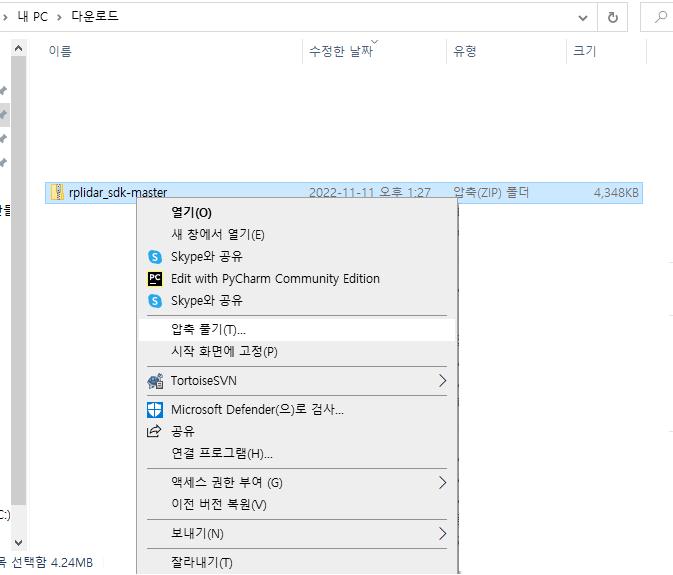 내 PC > 다운로드
이름 수정한 날짜 유형 크기
rplidar_sdk-master 2022-11-11 오후 1:27 압축(ZIP) 폴더 4,348KB
열기(O)
새 창에서 열기(E)
Skype와 공유
Edit with PyCharm Community Edition
Skype와 공유
압축 풀기(T)...
시작 화면에 고정(P)
TortoiseSVN
Microsoft Defender(으)로 검사...
공유
연결 프로그램(H)...
액세스 권한 부여 (G)
이전 버전 복원(V)
C:)
보내기(N)
목 선택함 4.24MB
잘라내기(T)